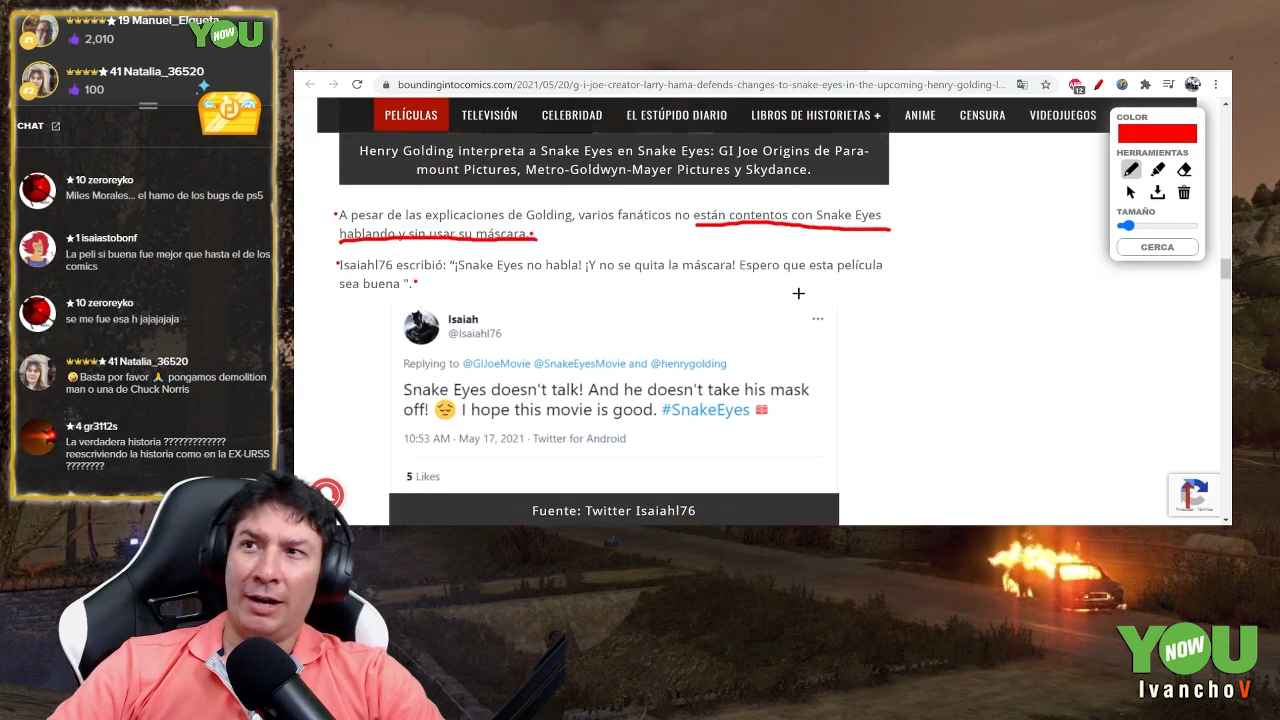 19 Manuel_Elgueta
#1
2,010
YOU NOW
41 Natalia_36520
#2
100
CHAT
10 zeroreyko
Miles Morales... el hamo de los bugs de ps5
1 isaiastobonf
La peli si buena fue mejor que hasta el de los
comics
10 zeroreyko
se me fue esa h jajajajaja
41 Natalia_36520
Basta por favor 🙏 pongamos demolition
man o una de Chuck Norris
4 gr3112s
La verdadera historia ?????????????
reescriviendo la historia como en la EX-URSS
????????
boundingintocomics.com/2021/05/20/g-i-joe-creator-larry-hama-defends-changes-to-snake-eyes-in-the-upcoming-henry-golding-l...
12
PELÍCULAS TELEVISIÓN CELEBRIDAD EL ESTÚPIDO DIARIO LIBROS DE HISTORIETAS + ANIME CENSURA VIDEOJUEGOS
Henry Golding interpreta a Snake Eyes en Snake Eyes: GI Joe Origins de Para-
mount Pictures, Metro-Goldwyn-Mayer Pictures y Skydance.
A pesar de las explicaciones de Golding, varios fanáticos no están contentos con Snake Eyes
hablando y sin usar su máscara.
Isaiahl76 escribió: “¡Snake Eyes no habla! ¡Y no se quita la máscara! Espero que esta película
sea buena ".
Isaiah
@Isaiahl76
Replying to @GIJoeMovie @SnakeEyesMovie and @henrygolding
Snake Eyes doesn't talk! And he doesn't take his mask
off! 😔 I hope this movie is good. #SnakeEyes
10:53 AM · May 17, 2021 · Twitter for Android
5 Likes
Fuente: Twitter Isaiahl76
COLOR
HERRAMIENTAS
TAMAÑO
CERCA
YOU NOW
IvanchoV